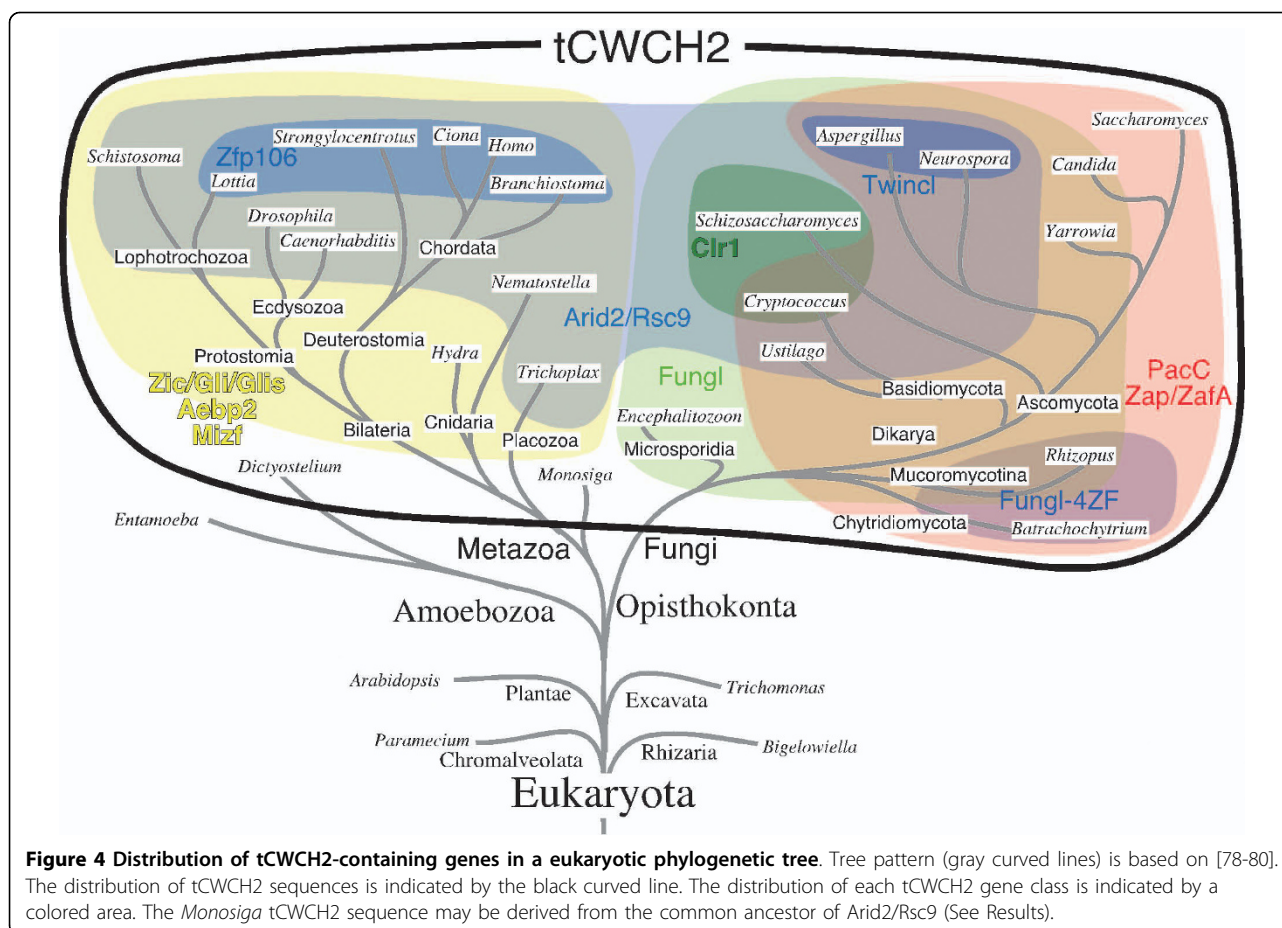 tCWCH2
Saccharomyces
Strongylocentrotus
Ciona
Homo
Aspergillus
Schistosoma
Zfp106
Neurospora
Candida
Lottia
Branchiostoma
Twincl
Drosophila
Schizosaccharomyces
Caenorhabditis
Chordata
Clr1
Yarrowia
Lophotrochozoa
Nematostella
Ecdysozoa
Cryptococcus
Arid2/Rsc9
Deuterostomia
Hydra
Ustilago
Protostomia
Trichoplax
Fungl
PacC
Zic/Gli/Glis
Basidiomycota
Zap/ZafA
Aebp2
Encephalitozoon
Ascomycota
Mizf
Bilateria
Cnidaria
Placozoa
Microsporidia
Dikarya
Rhizopus
Dictyostelium
Monosiga
Mucoromycotina
Fungl-4ZF
Entamoeba
Chytridiomycota
Batrachochytrium
Metazoa
Fungi
Amoebozoa
Opisthokonta
Arabidopsis
Plantae
Excavata
Trichomonas
Paramecium
Chromalveolata
Rhizaria
Bigelowiella
Eukaryota
Figure 4 Distribution of tCWCH2-containing genes in a eukaryotic phylogenetic tree. Tree pattern (gray curved lines) is based on [78-80].
The distribution of tCWCH2 sequences is indicated by the black curved line. The distribution of each tCWCH2 gene class is indicated by a
colored area. The Monosiga tCWCH2 sequence may be derived from the common ancestor of Arid2/Rsc9 (See Results).